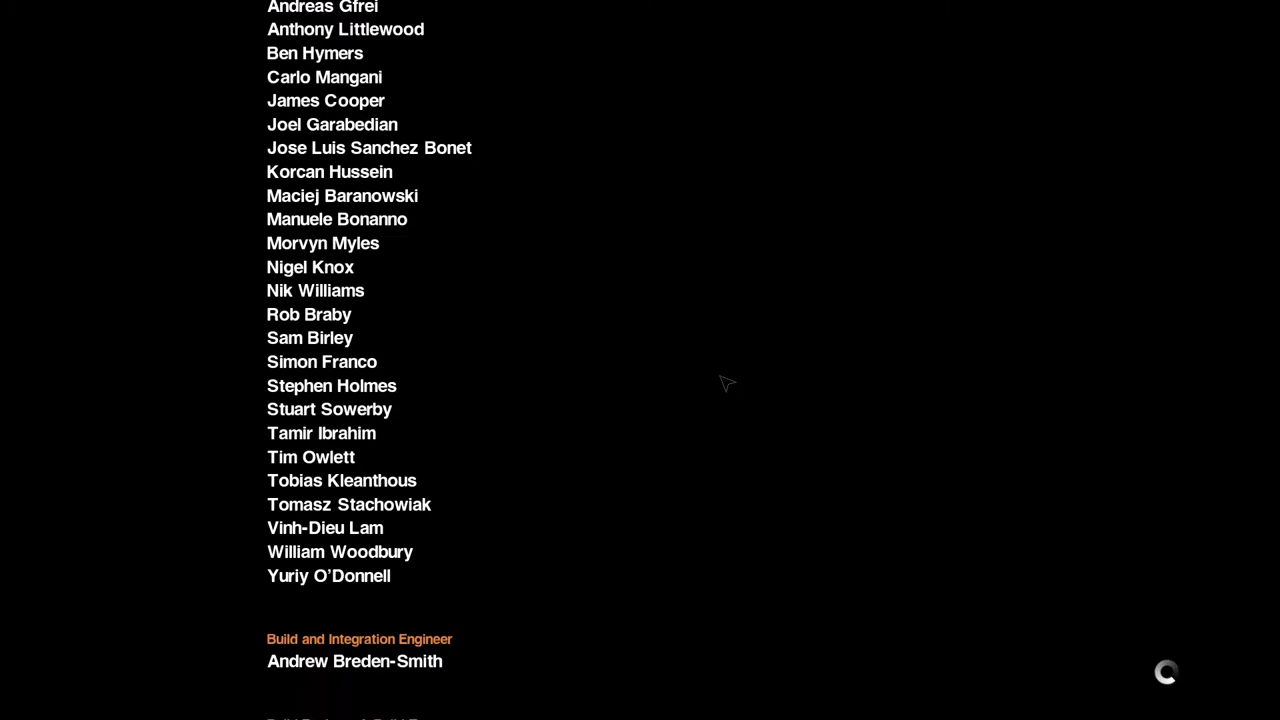 Andreas Gfrei
Anthony Littlewood
Ben Hymers
Carlo Mangani
James Cooper
Joel Garabedian
Jose Luis Sanchez Bonet
Korcan Hussein
Maciej Baranowski
Manuele Bonanno
Morvyn Myles
Nigel Knox
Nik Williams
Rob Braby
Sam Birley
Simon Franco
Stephen Holmes
Stuart Sowerby
Tamir Ibrahim
Tim Owlett
Tobias Kleanthous
Tomasz Stachowiak
Vinh-Dieu Lam
William Woodbury
Yuriy O’Donnell
Build and Integration Engineer
Andrew Breden-Smith